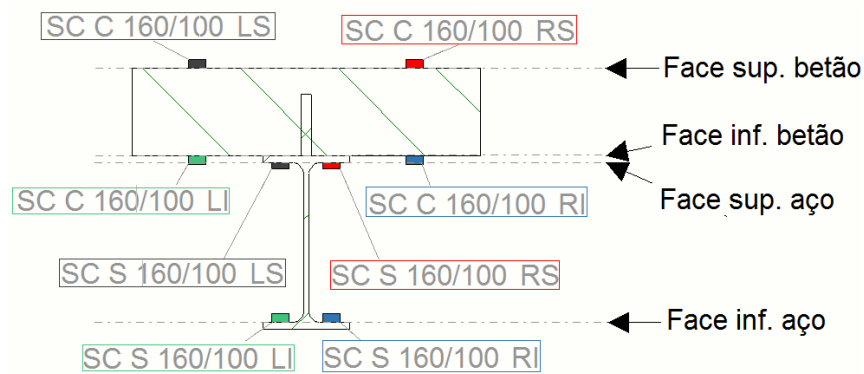 SC C 160/100 LS
SC C 160/100 RS
Face sup. betão
Face inf. betão
SC C 160/100 LI
SC C 160/100 RI
Face sup. aço
SC S 160/100 LS
SC S 160/100 RS
Face inf. aço
SC S 160/100 LI
SC S 160/100 RI